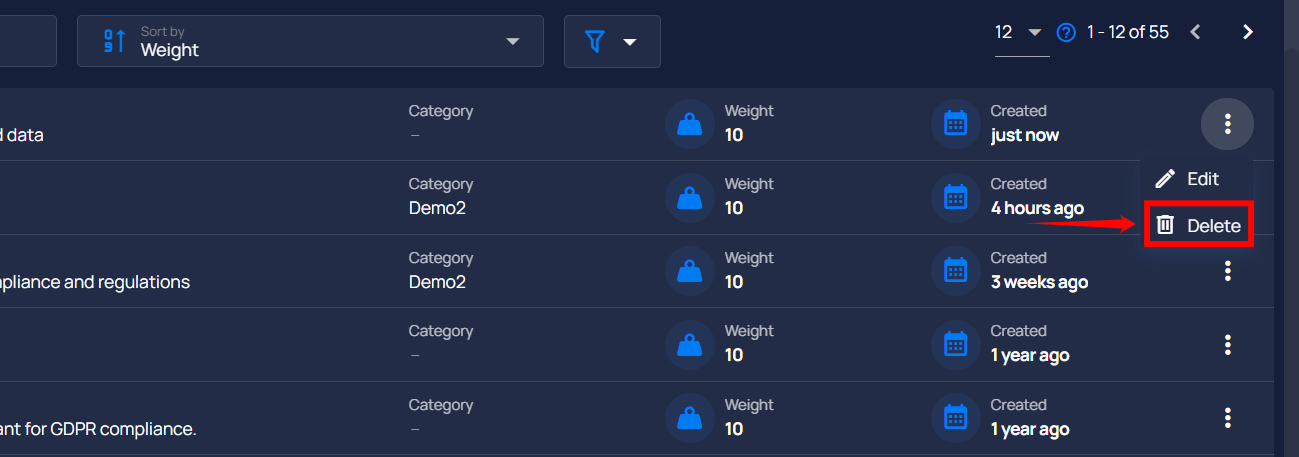 Sort by
Weight
12
1 - 12 of 55
Category
Weight
Created
data
–
10
just now
Edit
Category
Weight
Created
Demo2
10
4 hours ago
Delete
Category
Weight
Created
and regulations
Demo2
10
3 weeks ago
Category
Weight
Created
–
10
1 year ago
Category
Weight
Created
for GDPR compliance.
–
10
1 year ago